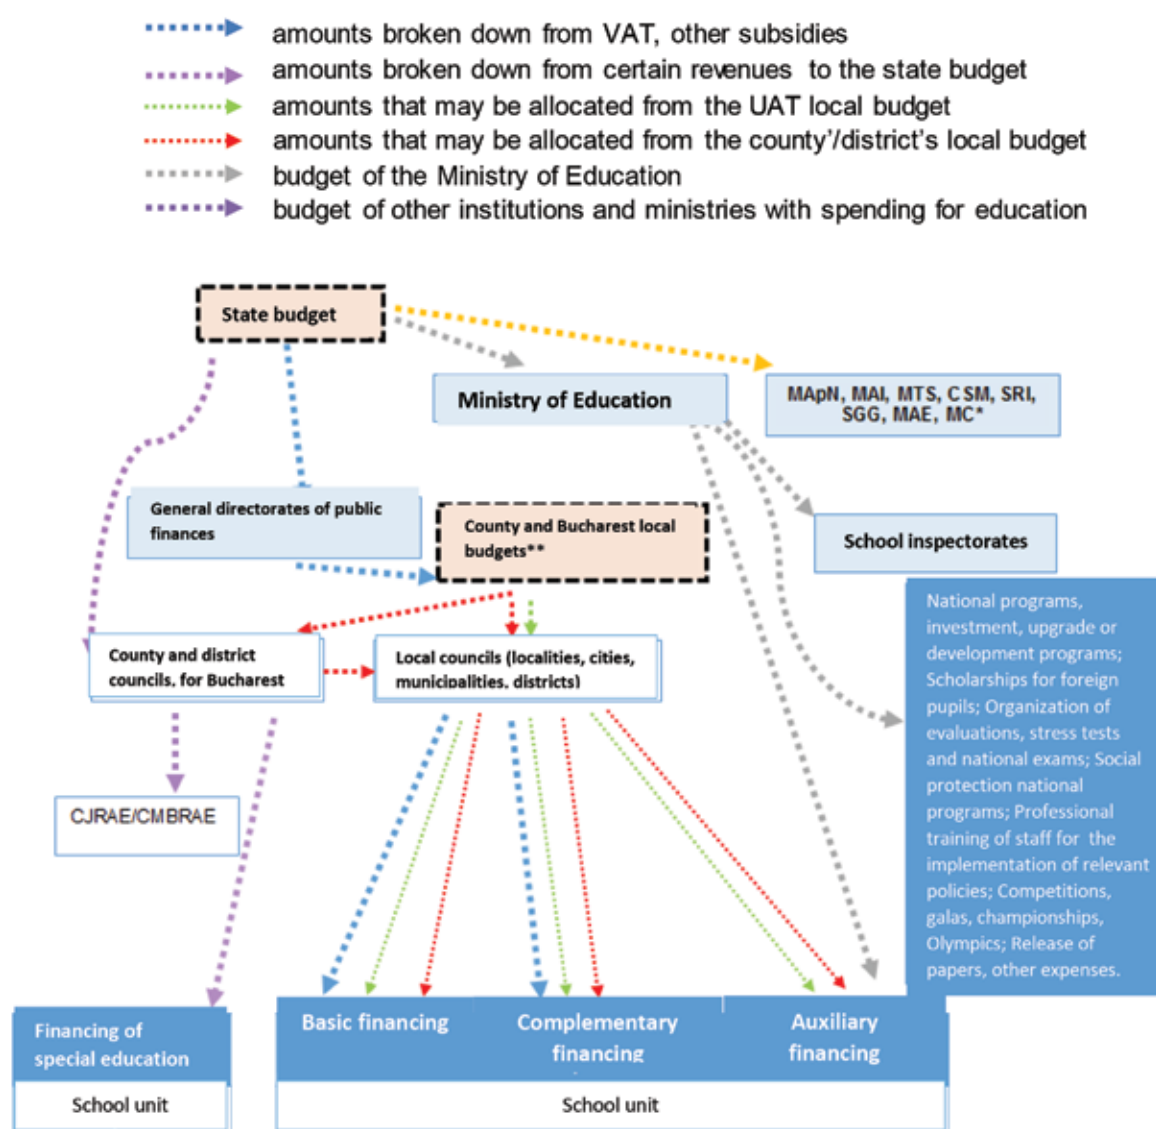 amounts broken down from VAT, other subsidies
amounts broken down from certain revenues to the state budget
amounts that may be allocated from the UAT local budget
amounts that may be allocated from the county'/district's local budget
budget of the Ministry of Education
budget of other institutions and ministries with spending for education
State budget
Ministry of Education
MApN, MAI, MTS, CSM, SRI,
SGG, MAE, MC*
General directorates of public
finances
County and Bucharest local
budgets**
School inspectorates
County and district
councils, for Bucharest
Local councils (localities, cities,
municipalities, districts)
National programs,
investment, upgrade or
development programs;
Scholarships for foreign
pupils; Organization of
evaluations, stress tests
and national exams; Social
protection national
programs; Professional
training of staff for the
implementation of relevant
policies; Competitions,
galas, championships,
Olympics; Release of
papers, other expenses.
CJRAE/CMBRAE
Financing of
special education
School unit
Basic financing
Complementary
financing
Auxiliary
financing
School unit